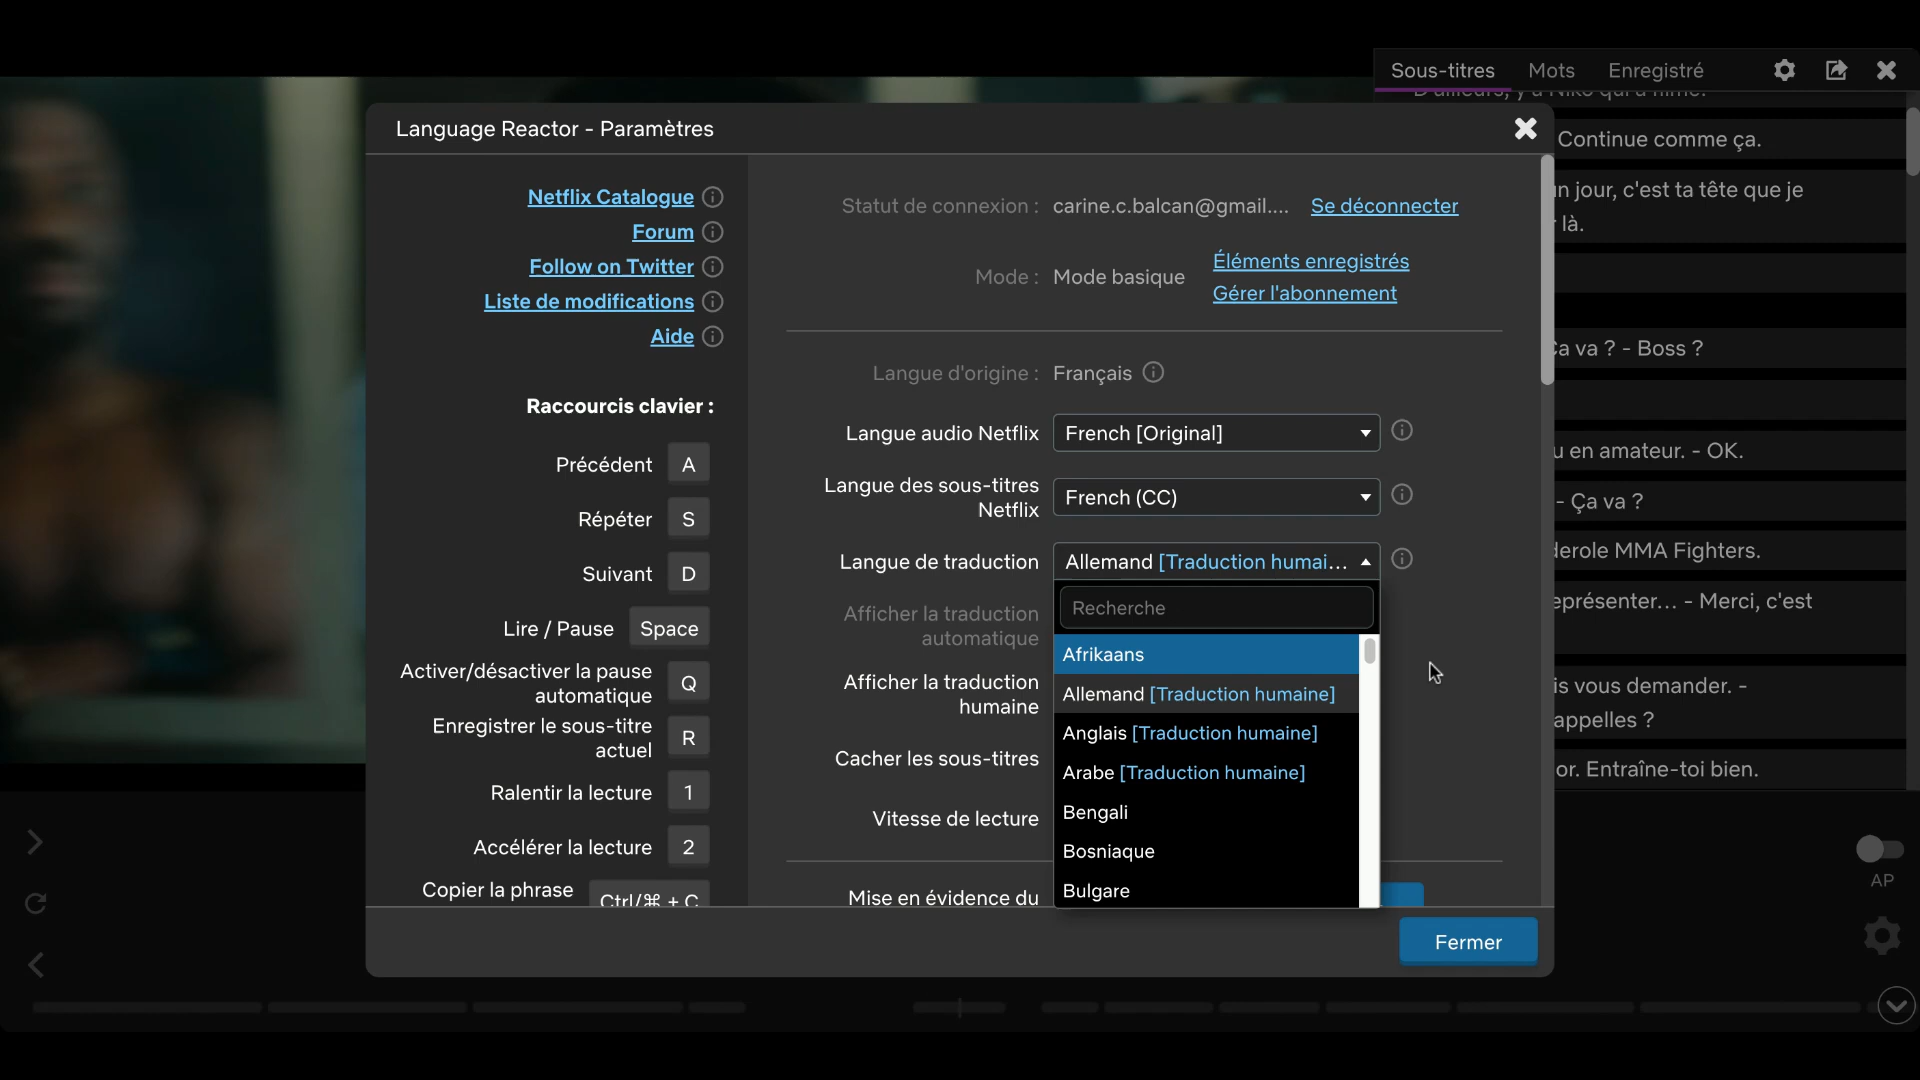 Sous-titres Mots Enregistré
Language Reactor - Paramètres
Netflix Catalogue
Forum
Follow on Twitter
Liste de modifications
Aide
Raccourcis clavier :
Précédent A
Répéter S
Suivant D
Lire / Pause Space
Activer/désactiver la pause
automatique Q
Enregistrer le sous-titre
actuel R
Ralentir la lecture 1
Accélérer la lecture 2
Copier la phrase Ctrl/⌘ + C
Statut de connexion : carine.c.balcan@gmail.... Se déconnecter
Mode : Mode basique
Éléments enregistrés
Gérer l'abonnement
Langue d'origine : Français
Langue audio Netflix French [Original]
Langue des sous-titres
Netflix French (CC)
Langue de traduction Allemand [Traduction humai...
Recherche
Afrikaans
Allemand [Traduction humaine]
Anglais [Traduction humaine]
Arabe [Traduction humaine]
Bengali
Bosniaque
Bulgare
Afficher la traduction
automatique
Afficher la traduction
humaine
Cacher les sous-titres
Vitesse de lecture
Mise en évidence du
Fermer
D'ailleurs, y a Niko qui a filmé.
Continue comme ça.
jour, c'est ta tête que je
là.
va ? - Boss ?
en amateur. - OK.
- Ça va ?
MMA Fighters.
- Merci, c'est
vous demander. -
appelles ?
or. Entraîne-toi bien.
AP